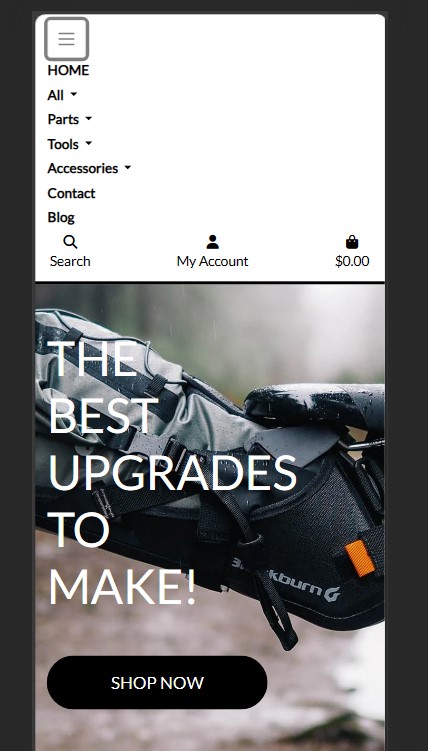 HOME
All
Parts
Tools
Accessories
Contact
Blog
Search My Account $0.00
THE
BEST
UPGRADES
TO
MAKE!
Blackburn
SHOP NOW